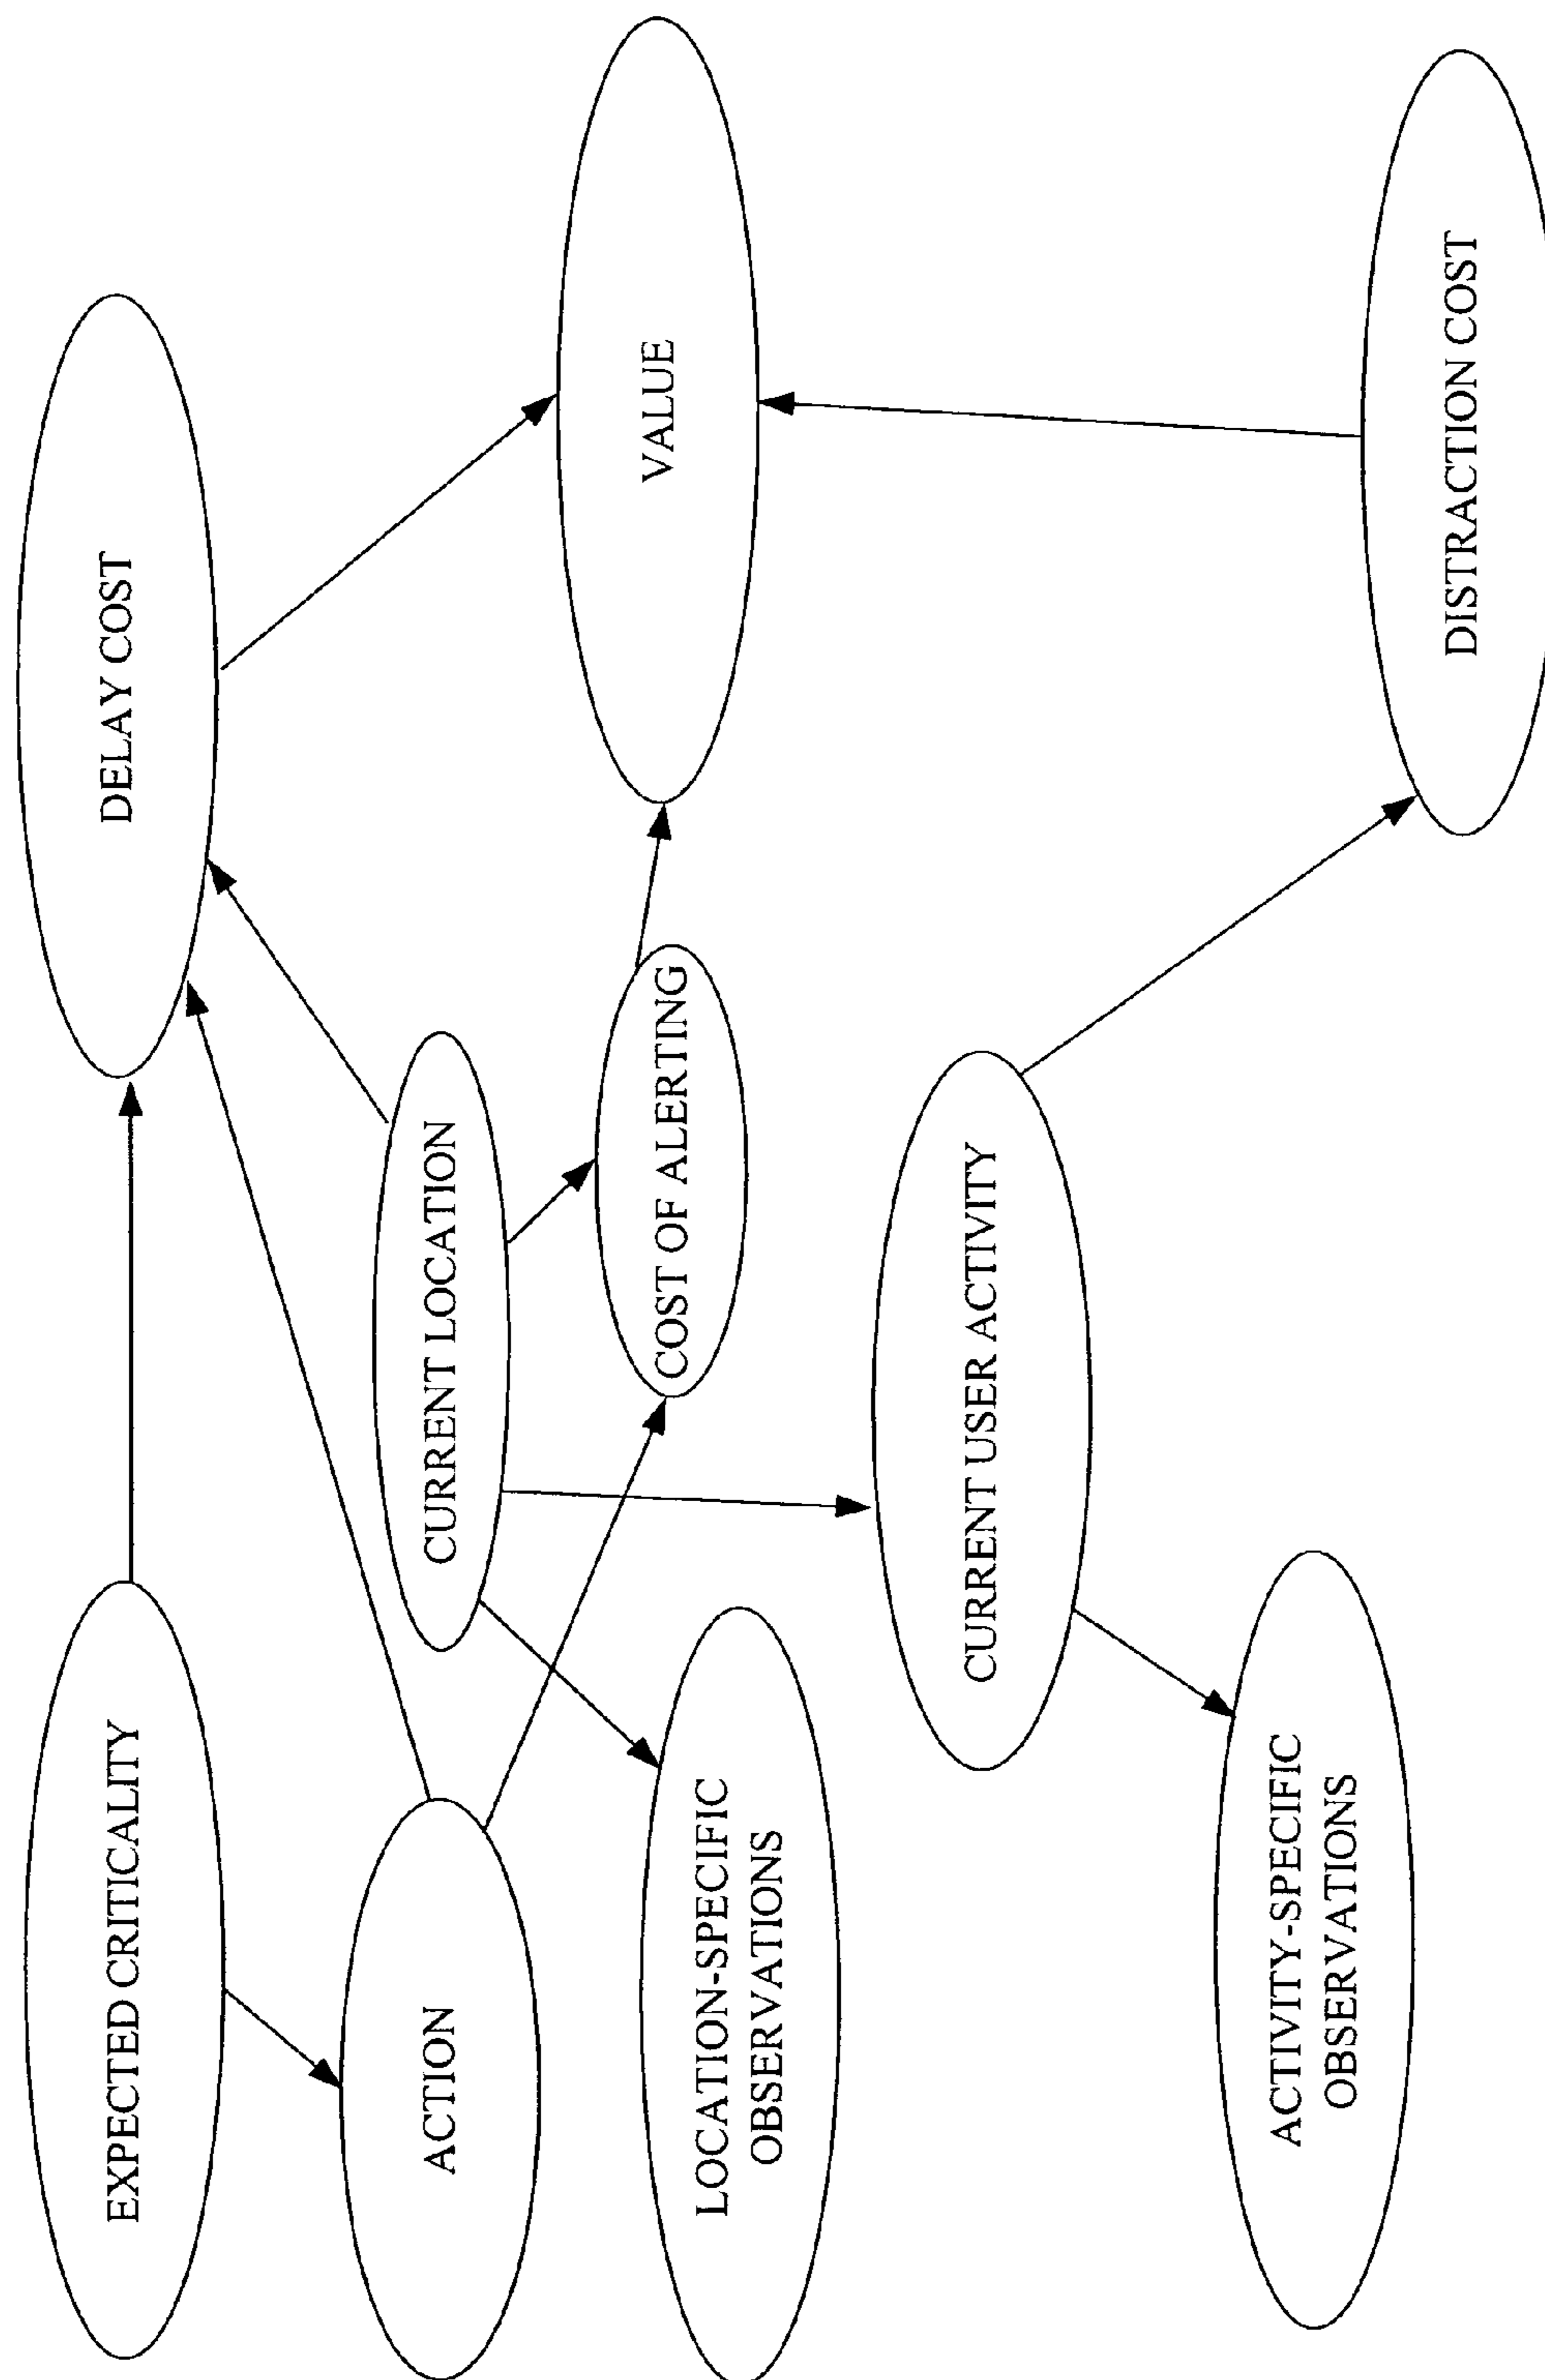 EXPECTED CRITICALITY
DELAY COST
ACTION
CURRENT LOCATION
VALUE
COST OF ALERTING
LOCATION-SPECIFIC
OBSERVATIONS
CURRENT USER ACTIVITY
ACTIVITY-SPECIFIC
OBSERVATIONS
DISTRACTION COST